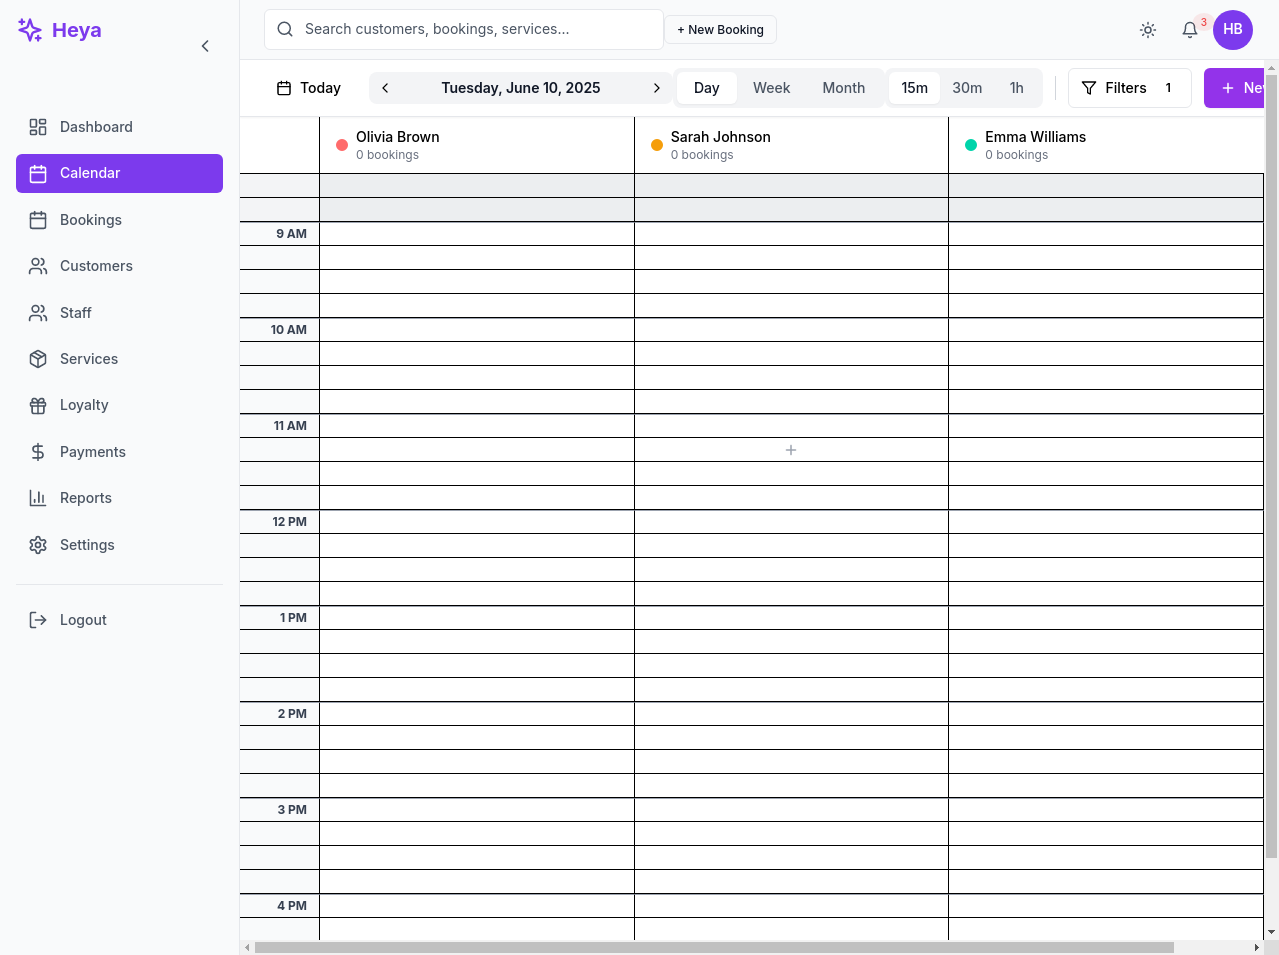 Heya
Search customers, bookings, services...
+ New Booking
3
HB
Dashboard
Calendar
Bookings
Customers
Staff
Services
Loyalty
Payments
Reports
Settings
Logout
Today
Tuesday, June 10, 2025
Day Week Month
15m 30m 1h
Filters 1
Olivia Brown
0 bookings
Sarah Johnson
0 bookings
Emma Williams
0 bookings
9 AM
10 AM
11 AM
12 PM
1 PM
2 PM
3 PM
4 PM